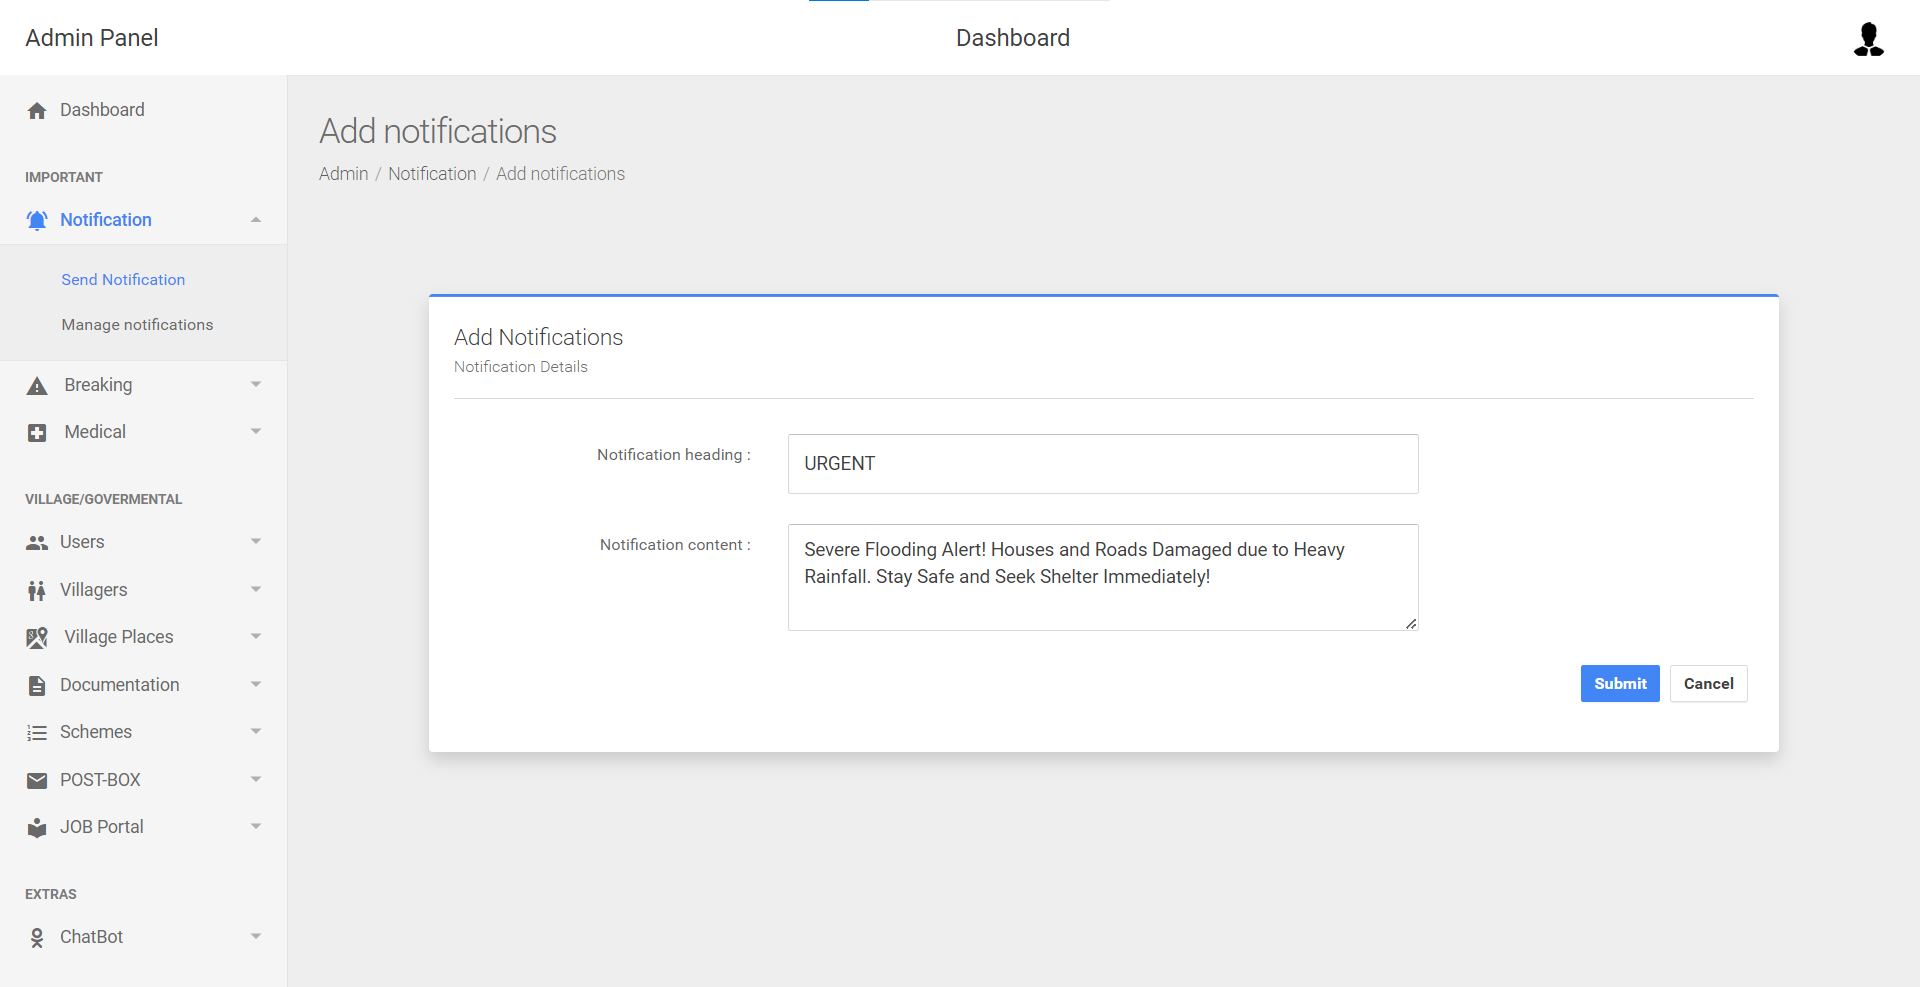 Admin Panel
Dashboard
Dashboard
IMPORTANT
Notification
Send Notification
Manage notifications
Breaking
Medical
VILLAGE/GOVERMENTAL
Users
Villagers
Village Places
Documentation
Schemes
POST-BOX
JOB Portal
EXTRAS
ChatBot
Add notifications
Admin / Notification / Add notifications
Add Notifications
Notification Details
Notification heading :
URGENT
Notification content :
Severe Flooding Alert! Houses and Roads Damaged due to Heavy
Rainfall. Stay Safe and Seek Shelter Immediately!
Submit
Cancel